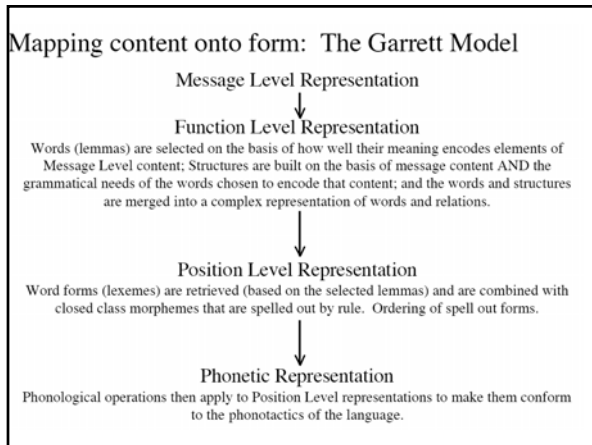 Mapping content onto form: The Garrett Model
Message Level Representation
Function Level Representation
Words (lemmas) are selected on the basis of how well their meaning encodes elements of
Message Level content; Structures are built on the basis of message content AND the
grammatical needs of the words chosen to encode that content; and the words and structures
are merged into a complex representation of words and relations.
Position Level Representation
Word forms (lexemes) are retrieved (based on the selected lemmas) and are combined with
closed class morphemes that are spelled out by rule. Ordering of spell out forms.
Phonetic Representation
Phonological operations then apply to Position Level representations to make them conform
to the phonotactics of the language.